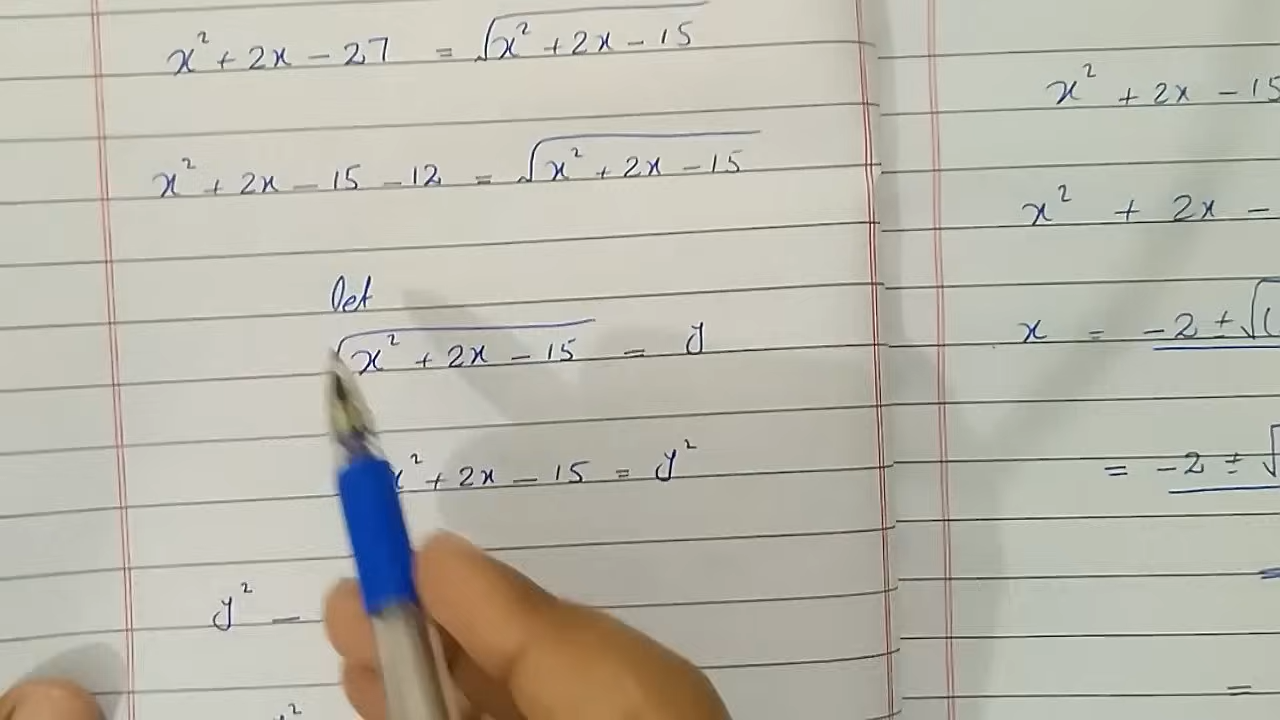 x² + 2x - 27 = √x² + 2x - 15
x² + 2x - 15 - 12 = √x² + 2x - 15
Let
√x² + 2x - 15 = y
x² + 2x - 15 = y²
y² -
x² + 2x - 15
x² + 2x -
x = -2 ± √(
= -2 ± √
=